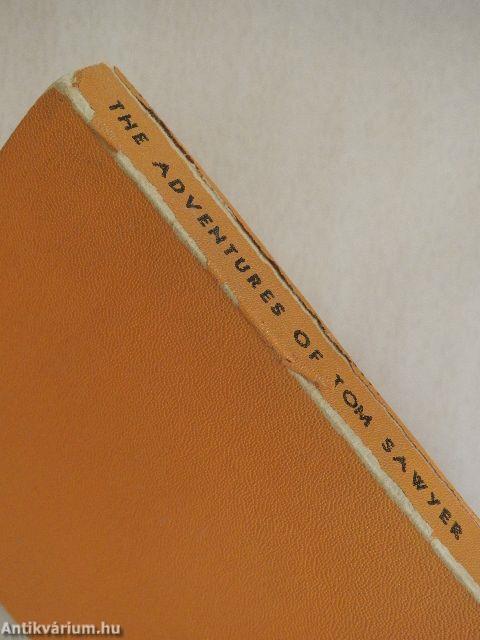 THE ADVENTURES OF TOM SAWYER
Antikvárium.hu